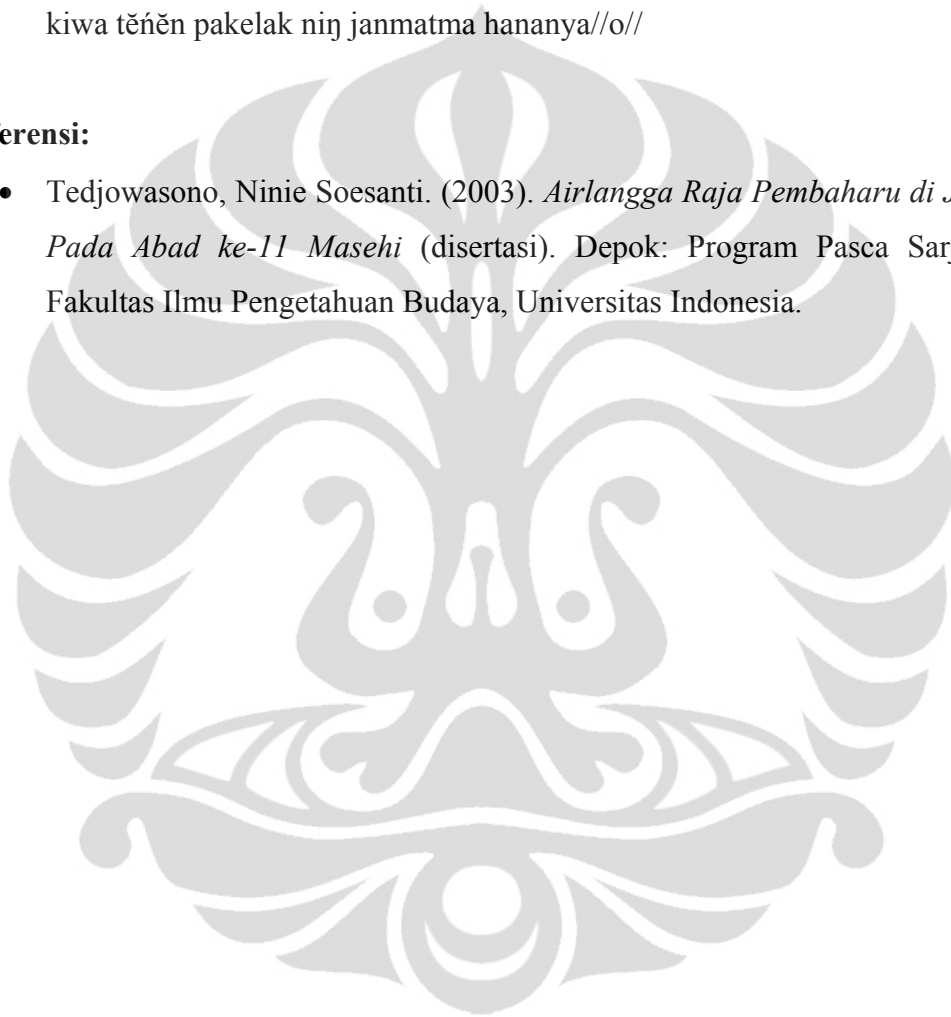 kiwa tĕńĕn pakelak niŋ janmatma hananya//o//
erensi:
• Tedjowasono, Ninie Soesanti. (2003). Airlangga Raja Pembaharu di J
Pada Abad ke-11 Masehi (disertasi). Depok: Program Pasca Sarj
Fakultas Ilmu Pengetahuan Budaya, Universitas Indonesia.